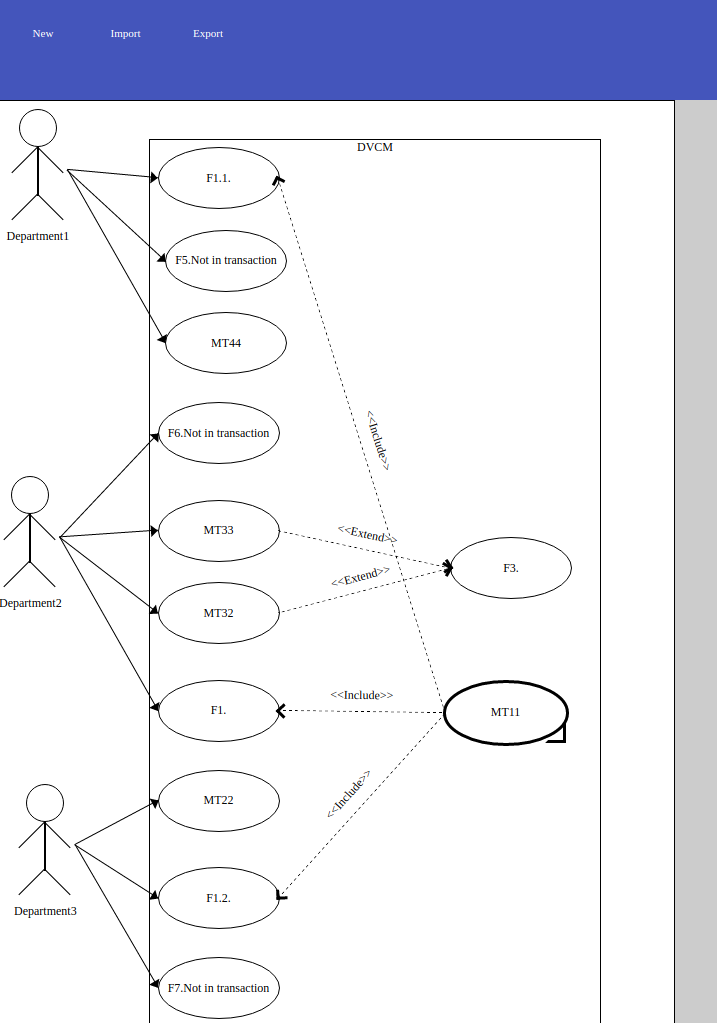 New Import Export
DVCM
F1.1.
Department1
F5.Not in transaction
MT44
<<Include>>
F6.Not in transaction
MT33
<<Extend>>
F3.
<<Extend>>
Department2
MT32
<<Include>>
F1.
MT11
<<Include>>
MT22
F1.2.
Department3
F7.Not in transaction